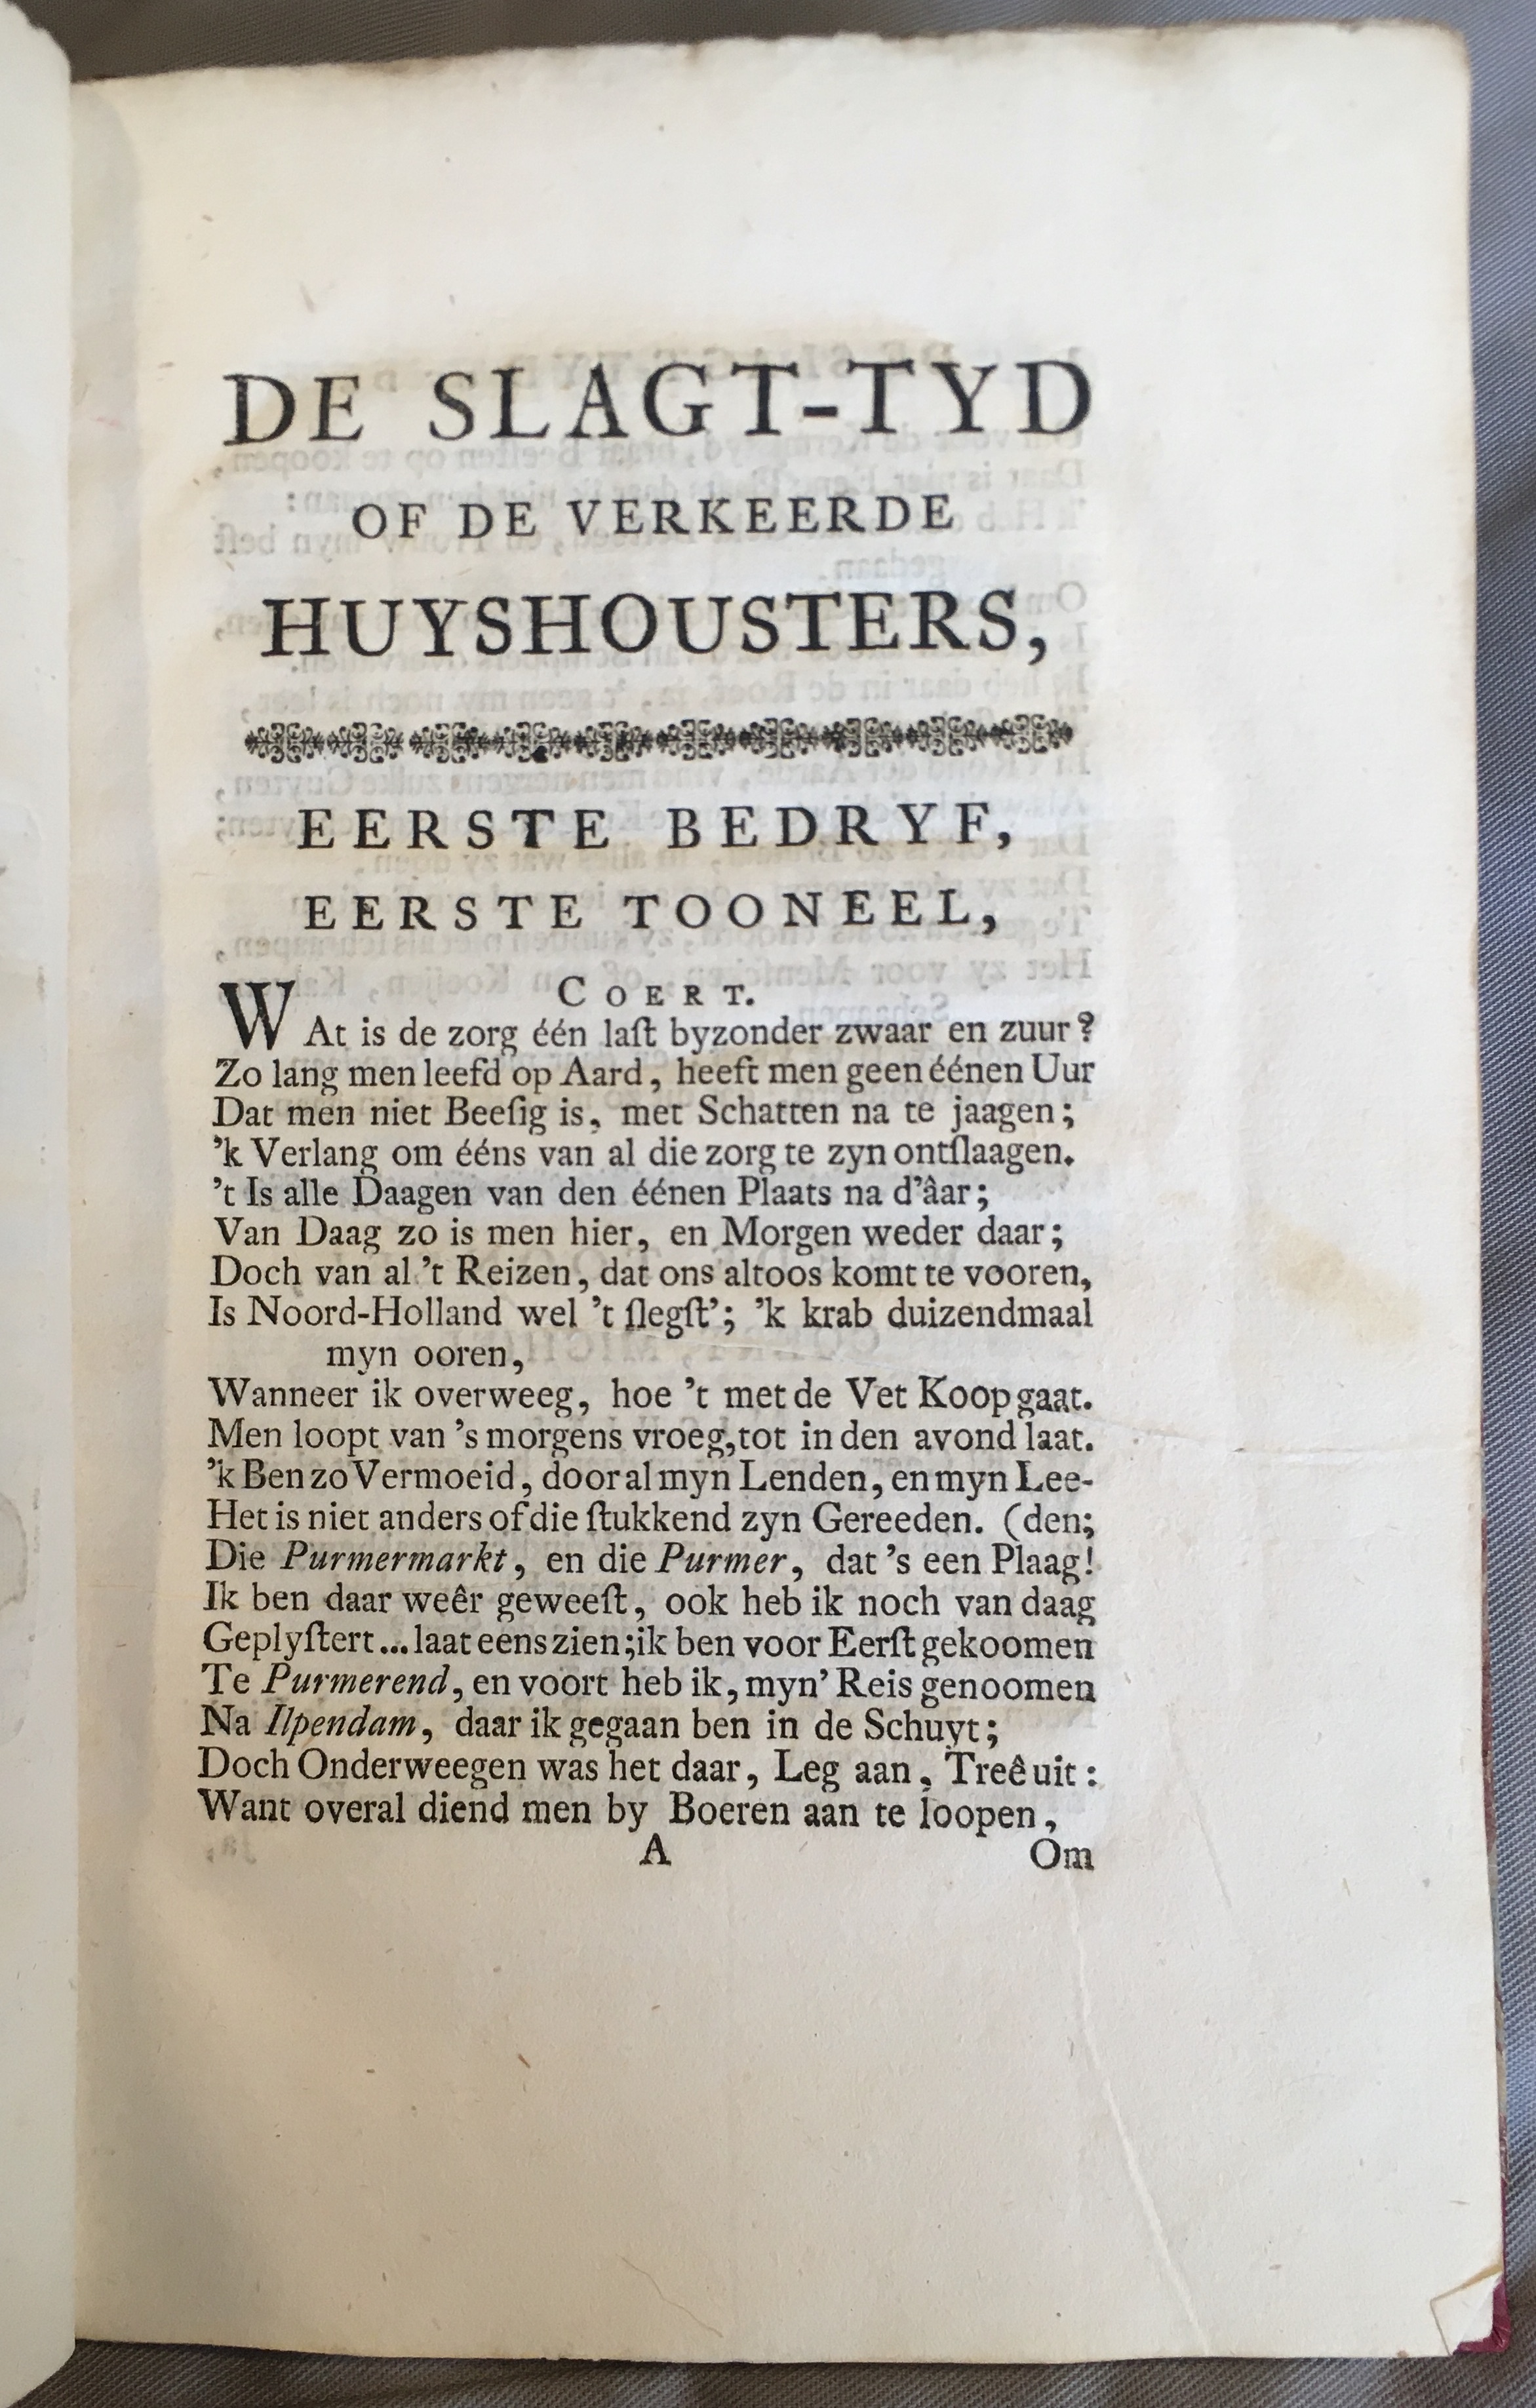 DE SLAGT-TYD
OF DE VERKEERDE
HUYSHOUSTERS,
EERSTE BEDRYF,
EERSTE TOONEEL,
COERT.
WAt is de zorg één laſt byzonder zwaar en zuur?
Zo lang men leefd op Aard, heeft men geen éénen Uur
Dat men niet Beeſig is, met Schatten na te jaagen;
’k Verlang om ééns van al die zorg te zyn ontſlaagen.
’t Is alle Daagen van den éénen Plaats na d’âar;
Van Daag zo is men hier, en Morgen weder daar;
Doch van al ’t Reizen, dat ons altoos komt te vooren,
Is Noord-Holland wel ’t ſlegſt’; ’k krab duizendmaal
myn ooren,
Wanneer ik overweeg, hoe ’t met de Vet Koop gaat.
Men loopt van ’s morgens vroeg, tot in den avond laat.
’k Ben zo Vermoeid, door al myn Lenden, en myn Lee-
Het is niet anders of die ſtukkend zyn Gereeden. (den;
Die Purmermarkt, en die Purmer, dat ’s een Plaag!
Ik ben daar weêr geweeſt, ook heb ik noch van daag
Geplyſtert... laat eens zien; ik ben voor Eerſt gekoomen
Te Purmerend, en voort heb ik, myn’ Reis genoomen
Na Ilpendam, daar ik gegaan ben in de Schuyt;
Doch Onderweegen was het daar, Leg aan, Treê uit:
Want overal diend men by Boeren aan te loopen,
A Om